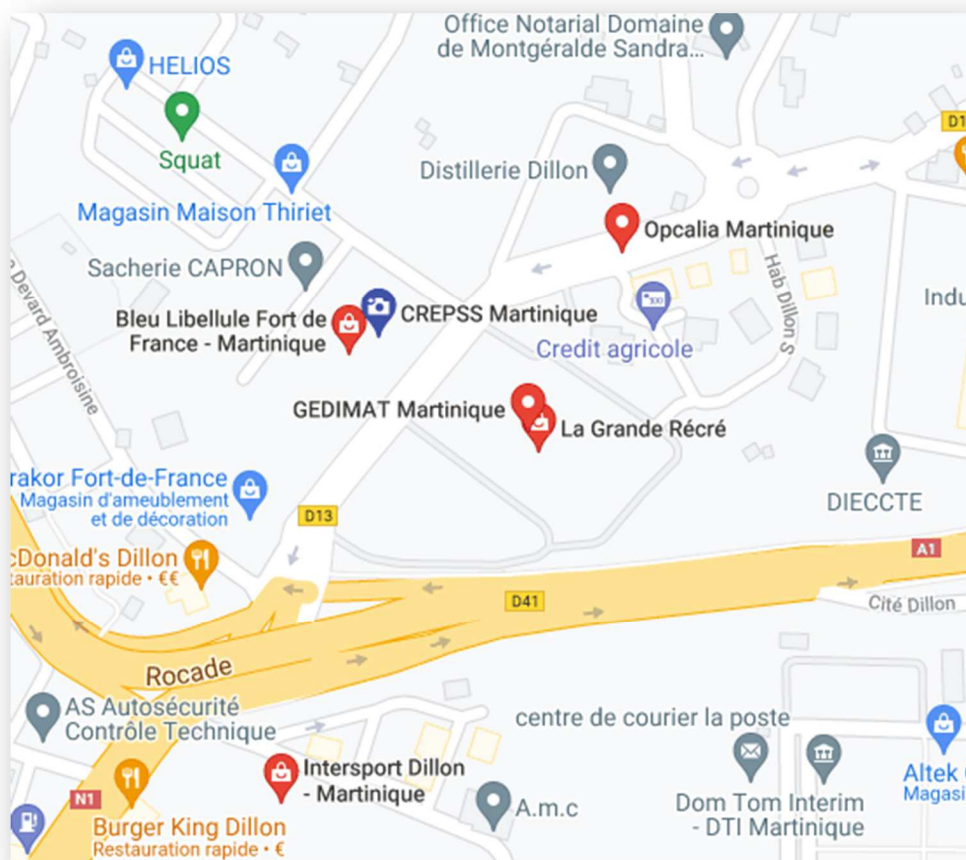 Office Notarial Domaine
de Montgéralde Sandra...
HELIOS
D1
Squat
Distillerie Dillon
Magasin Maison Thiriet
Opcalia Martinique
Sacherie CAPRON
Hab Dillon S
Devard Ambroisine
Indu
Bleu Libellule Fort de
France - Martinique
CREPSS Martinique
Credit agricole
GEDIMAT Martinique
La Grande Récré
rakor Fort-de-France
Magasin d'ameublement
et de décoration
DIECCTE
D13
A1
cDonald's Dillon
tauration rapide • €€
D41
Cité Dillon
Rocade
AS Autosécurité
Contrôle Technique
centre de courier la poste
Intersport Dillon
- Martinique
N1
A.m.c
Dom Tom Interim
- DTI Martinique
Altek
Magasi
Burger King Dillon
Restauration rapide • €